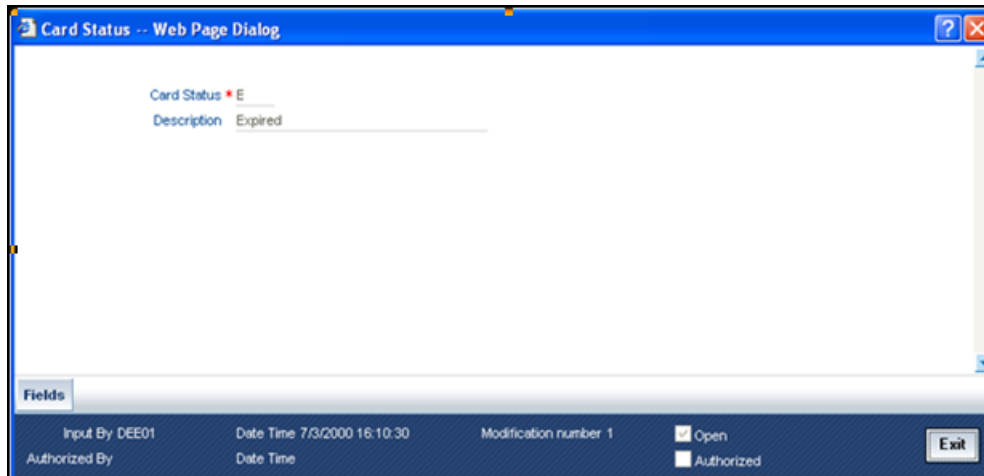 Card Status -- Web Page Dialog
Card Status * E
Description Expired
Fields
Input By DEE01 Date Time 7/3/2000 16:10:30 Modification number 1 Open
Exit
Authorized By Date Time Authorized